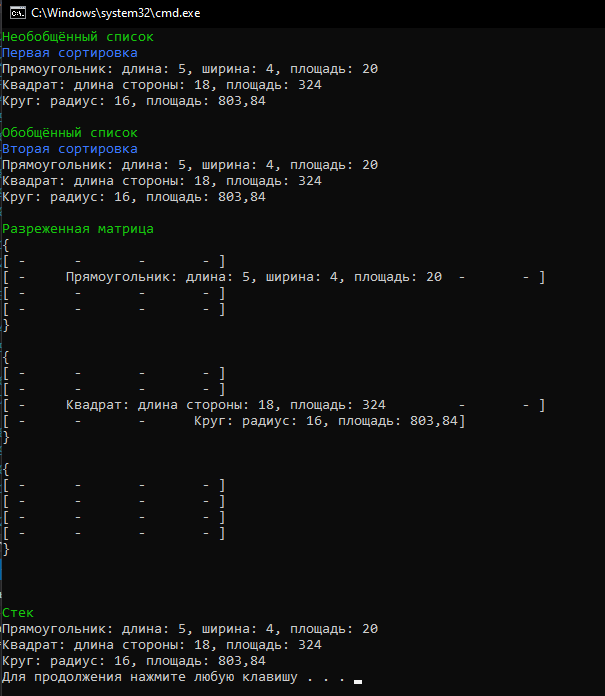 C:\Windows\system32\cmd.exe
Необобщённый список
Первая сортировка
Прямоугольник: длина: 5, ширина: 4, площадь: 20
Квадрат: длина стороны: 18, площадь: 324
Круг: радиус: 16, площадь: 803,84
Обобщённый список
Вторая сортировка
Прямоугольник: длина: 5, ширина: 4, площадь: 20
Квадрат: длина стороны: 18, площадь: 324
Круг: радиус: 16, площадь: 803,84
Разреженная матрица
{
[ -      -       -       - ]
[ -     Прямоугольник: длина: 5, ширина: 4, площадь: 20  -       - ]
[ -      -       -       - ]
[ -      -       -       - ]
}
{
[ -      -       -       - ]
[ -      -       -       - ]
[ -     Квадрат: длина стороны: 18, площадь: 324         -       - ]
[ -      -       -      Круг: радиус: 16, площадь: 803,84]
}
{
[ -      -       -       - ]
[ -      -       -       - ]
[ -      -       -       - ]
[ -      -       -       - ]
}
Стек
Прямоугольник: длина: 5, ширина: 4, площадь: 20
Квадрат: длина стороны: 18, площадь: 324
Круг: радиус: 16, площадь: 803,84
Для продолжения нажмите любую клавишу . . .